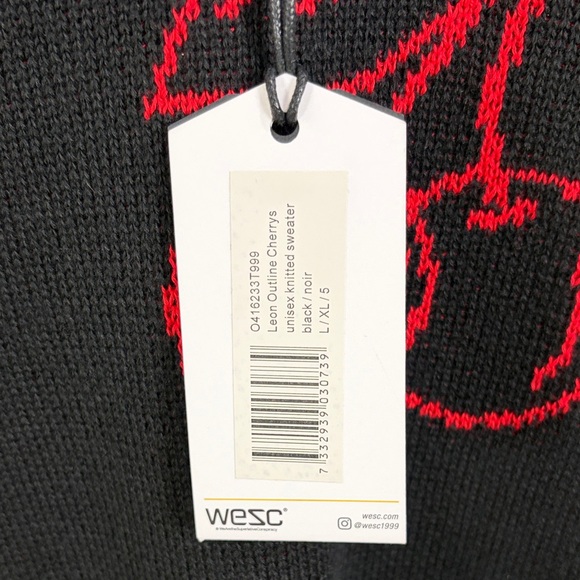 O416233T999
Leon Outline Cherrys
unisex knitted sweater
black / noir
L / XL / 5
7 332939 030739
wesc®
wesc.com
@wesc1999